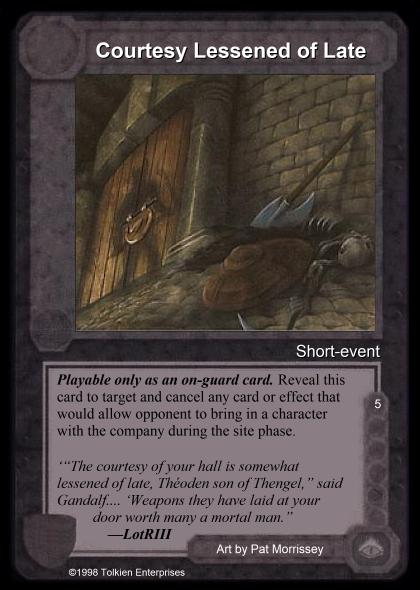 Courtesy Lessened of Late
Short-event
Playable only as an on-guard card. Reveal this
card to target and cancel any card or effect that
would allow opponent to bring in a character
with the company during the site phase.
5
‘“The courtesy of your hall is somewhat
lessened of late, Théoden son of Thengel,” said
Gandalf.... ‘Weapons they have laid at your
door worth many a mortal man.”
—LotRIII
Art by Pat Morrissey
©1998 Tolkien Enterprises